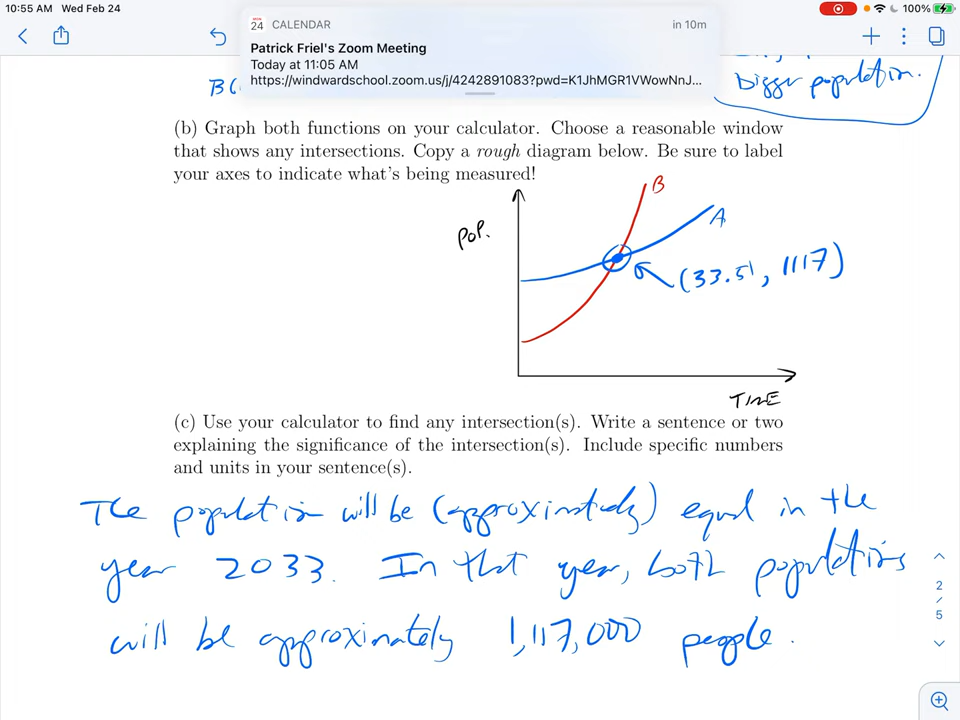 10:55 AM Wed Feb 24
100%
24 CALENDAR
in 10m
Patrick Friel's Zoom Meeting
Today at 11:05 AM
https://windwardschool.zoom.us/j/4242891083?pwd=K1JhMGR1VWowNnJ...
bigger population.
(b) Graph both functions on your calculator. Choose a reasonable window
that shows any intersections. Copy a rough diagram below. Be sure to label
your axes to indicate what's being measured!
B
A
POP.
(33.51, 1117)
TIME
(c) Use your calculator to find any intersection(s). Write a sentence or two
explaining the significance of the intersection(s). Include specific numbers
and units in your sentence(s).
The population will be (approximately) equal in the
year 2033. In that year, both populations
will be approximately 1,117,000 people.
2
/
5